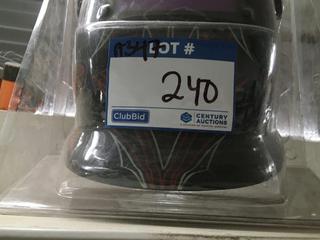 LOT #
240
ClubBid
CENTURY
AUCTIONS